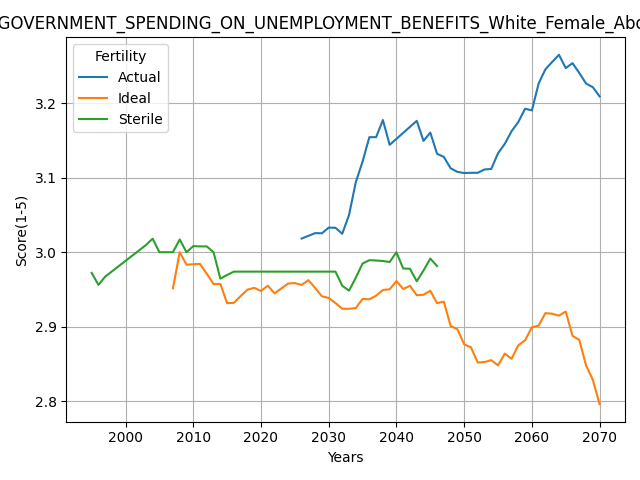 GOVERNMENT_SPENDING_ON_UNEMPLOYMENT_BENEFITS_White_Female_Abo
Fertility
Actual
Ideal
Sterile
Score(1-5)
3.2
3.1
3.0
2.9
2.8
2000 2010 2020 2030 2040 2050 2060 2070
Years